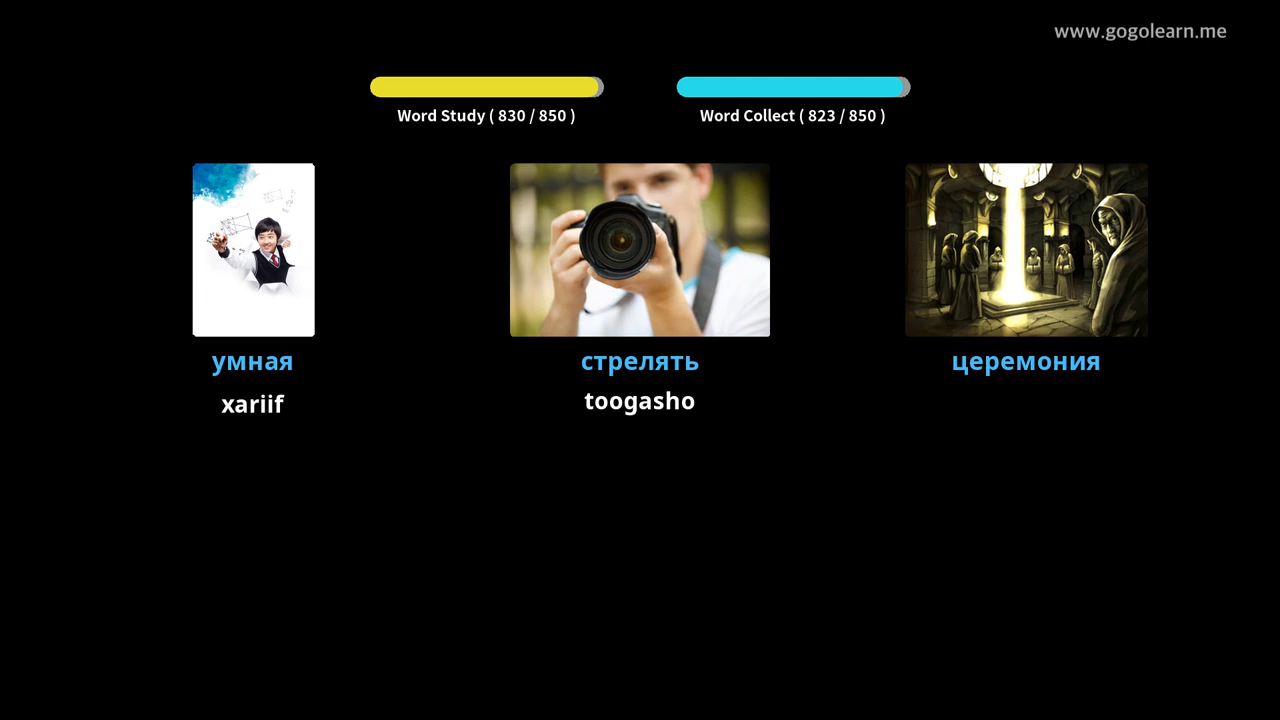 www.gogolearn.me
Word Study ( 830 / 850 )
Word Collect ( 823 / 850 )
умная
стрелять
церемония
xariif
toogasho